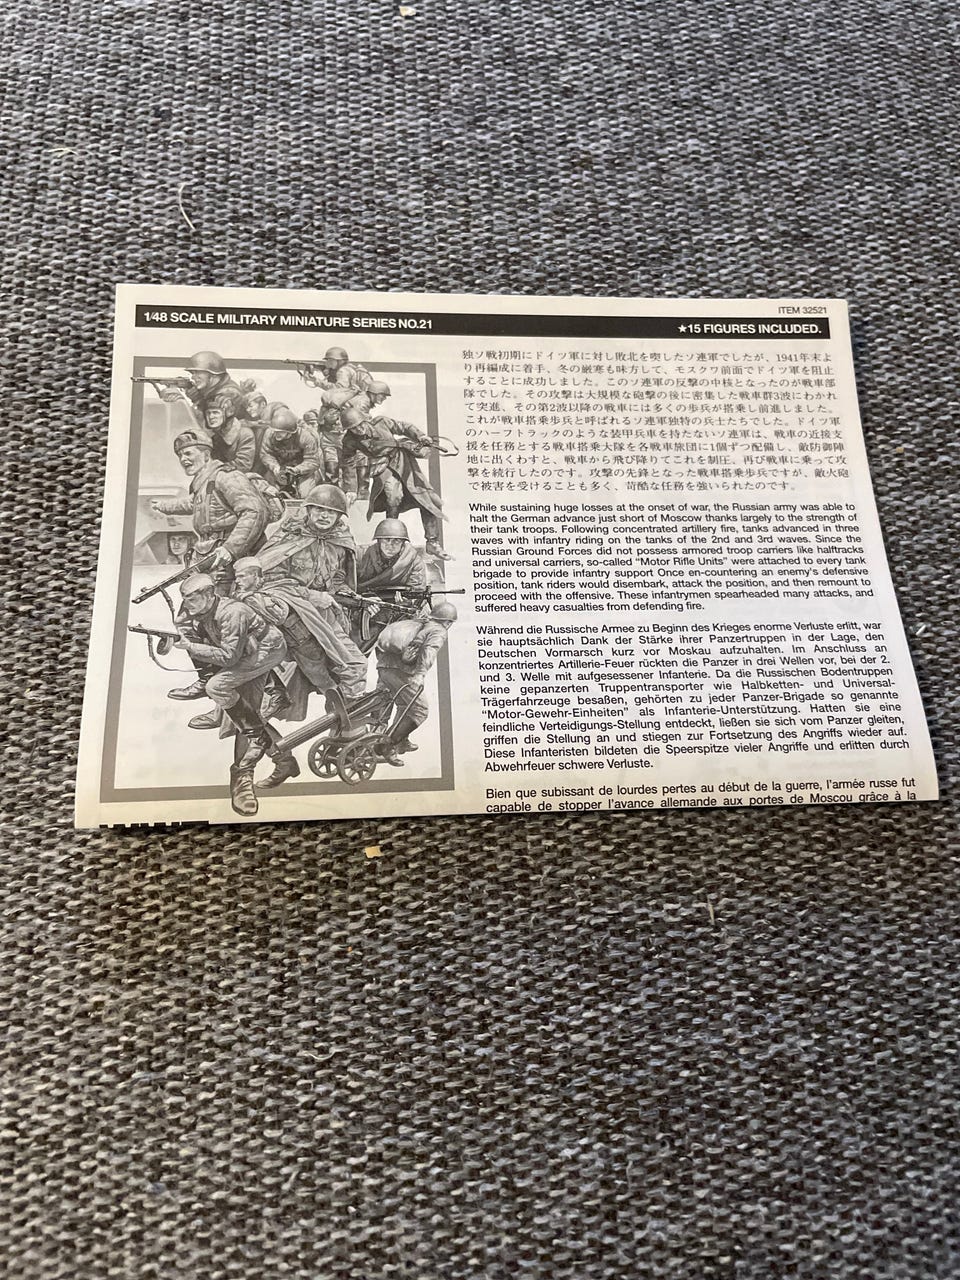 1/48 SCALE MILITARY MINIATURE SERIES NO.21
ITEM 32521
★15 FIGURES INCLUDED.
独ソ戦初期にドイツ軍に対し敗北を喫したソ連軍でしたが、1941年末よ
り再編成に着手、冬の厳寒も味方して、モスクワ前面でドイツ軍を阻止
することに成功しました。このソ連軍の反撃の中核となったのが戦車部
隊でした。その攻撃は大規模な砲撃の後に密集した戦車群3波にわかれ
て突進、その第2波以降の戦車には多くの歩兵が搭乗し前進しました。
これが戦車搭乗歩兵と呼ばれるソ連軍独特の兵士たちでした。ドイツ軍
のハーフトラックのような装甲兵車を持たないソ連軍は、戦車の近接支
援を任務とする戦車搭乗大隊を各戦車旅団に1個ずつ配備し、敵防御陣
地に出くわすと、戦車から飛び降りてこれを制圧、再び戦車に乗って攻
撃を続行したのです。攻撃の先鋒となった戦車搭乗歩兵ですが、敵火砲
で被害を受けることも多く、苛酷な任務を強いられたのです。
While sustaining huge losses at the onset of war, the Russian army was able to
halt the German advance just short of Moscow thanks largely to the strength of
their tank troops. Following concentrated artillery fire, tanks advanced in three
waves with infantry riding on the tanks of the 2nd and 3rd waves. Since the
Russian Ground Forces did not possess armored troop carriers like halftracks
and universal carriers, so-called "Motor Rifle Units" were attached to every tank
brigade to provide infantry support Once en-countering an enemy's defensive
position, tank riders would disembark, attack the position, and then remount to
proceed with the offensive. These infantrymen spearheaded many attacks, and
suffered heavy casualties from defending fire.
Während die Russische Armee zu Beginn des Krieges enorme Verluste erlitt, war
sie hauptsächlich Dank der Stärke ihrer Panzertruppen in der Lage, den
Deutschen Vormarsch kurz vor Moskau aufzuhalten. Im Anschluss an
konzentriertes Artillerie-Feuer rückten die Panzer in drei Wellen vor, bei der 2.
und 3. Welle mit aufgesessener Infanterie. Da die Russischen Bodentruppen
keine gepanzerten Truppentransporter wie Halbketten- und Universal-
Trägerfahrzeuge besaßen, gehörten zu jeder Panzer-Brigade so genannte
"Motor-Gewehr-Einheiten" als Infanterie-Unterstützung. Hatten sie eine
feindliche Verteidigungs-Stellung entdeckt, ließen sie sich vom Panzer gleiten,
griffen die Stellung an und stiegen zur Fortsetzung des Angriffs wieder auf.
Diese Infanteristen bildeten die Speerspitze vieler Angriffe und erlitten durch
Abwehrfeuer schwere Verluste.
Bien que subissant de lourdes pertes au début de la guerre, l'armée russe fut
capable de stopper l'avance allemande aux portes de Moscou grâce à la